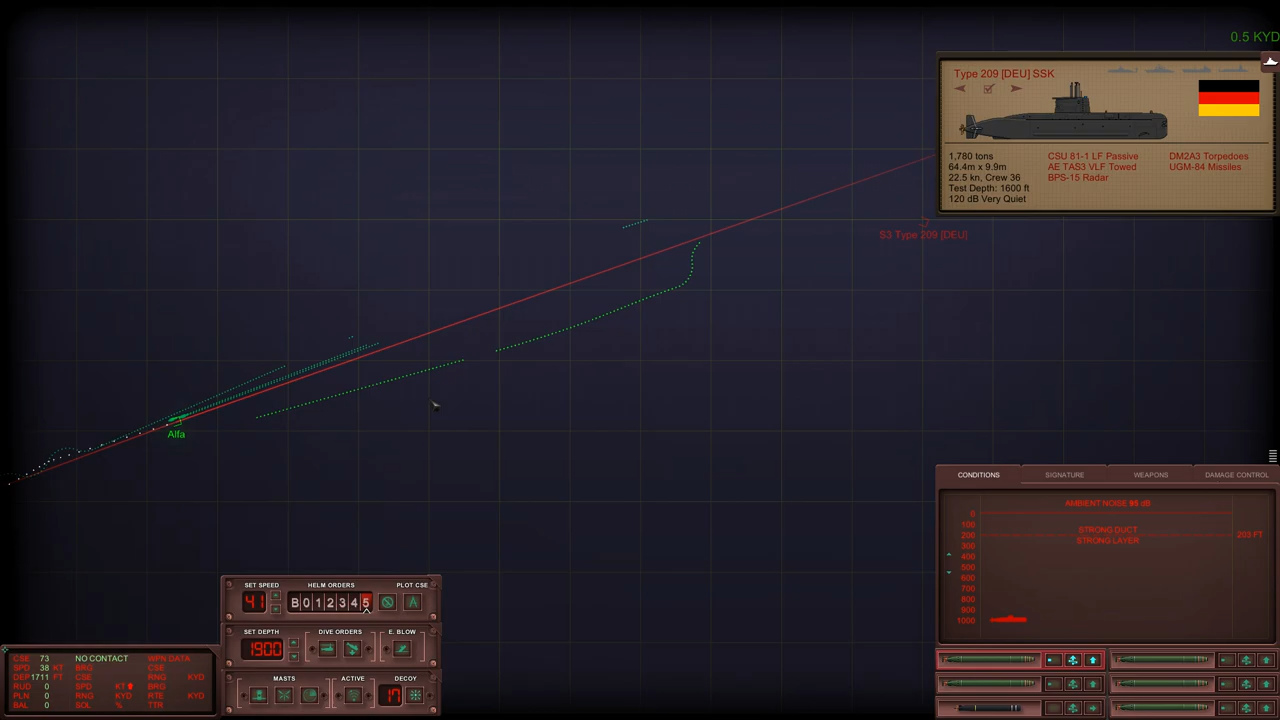 0.5 KYD
Type 209 [DEU] SSK
1,780 tons
64.4m x 9.9m
22.5 kn, Crew 36
Test Depth: 1600 ft
120 dB Very Quiet
CSU 81-1 LF Passive
AE TAS3 VLF Towed
BPS-15 Radar
DM2A3 Torpedoes
UGM-84 Missiles
S3 Type 209 [DEU]
Alfa
CONDITIONS
SIGNATURE
WEAPONS
DAMAGE CONTROL
AMBIENT NOISE 95 dB
0
100
200
300
400
500
600
700
800
900
1000
STRONG DUCT
STRONG LAYER
203 FT
SET SPEED
HELM ORDERS
PLOT CSE
41
B 0 1 2 3 4 5
SET DEPTH
DIVE ORDERS
E. BLOW
1900
MASTS
ACTIVE
DECOY
17
CSE 73 NO CONTACT WPN DATA
SPD 38 KT BRG CSE
DEP 1711 FT CSE RNG KYD
RUD 0 SPD KT BRG
PLN 0 RNG KYD RTE KYD
BAL 0 SOL % TTR